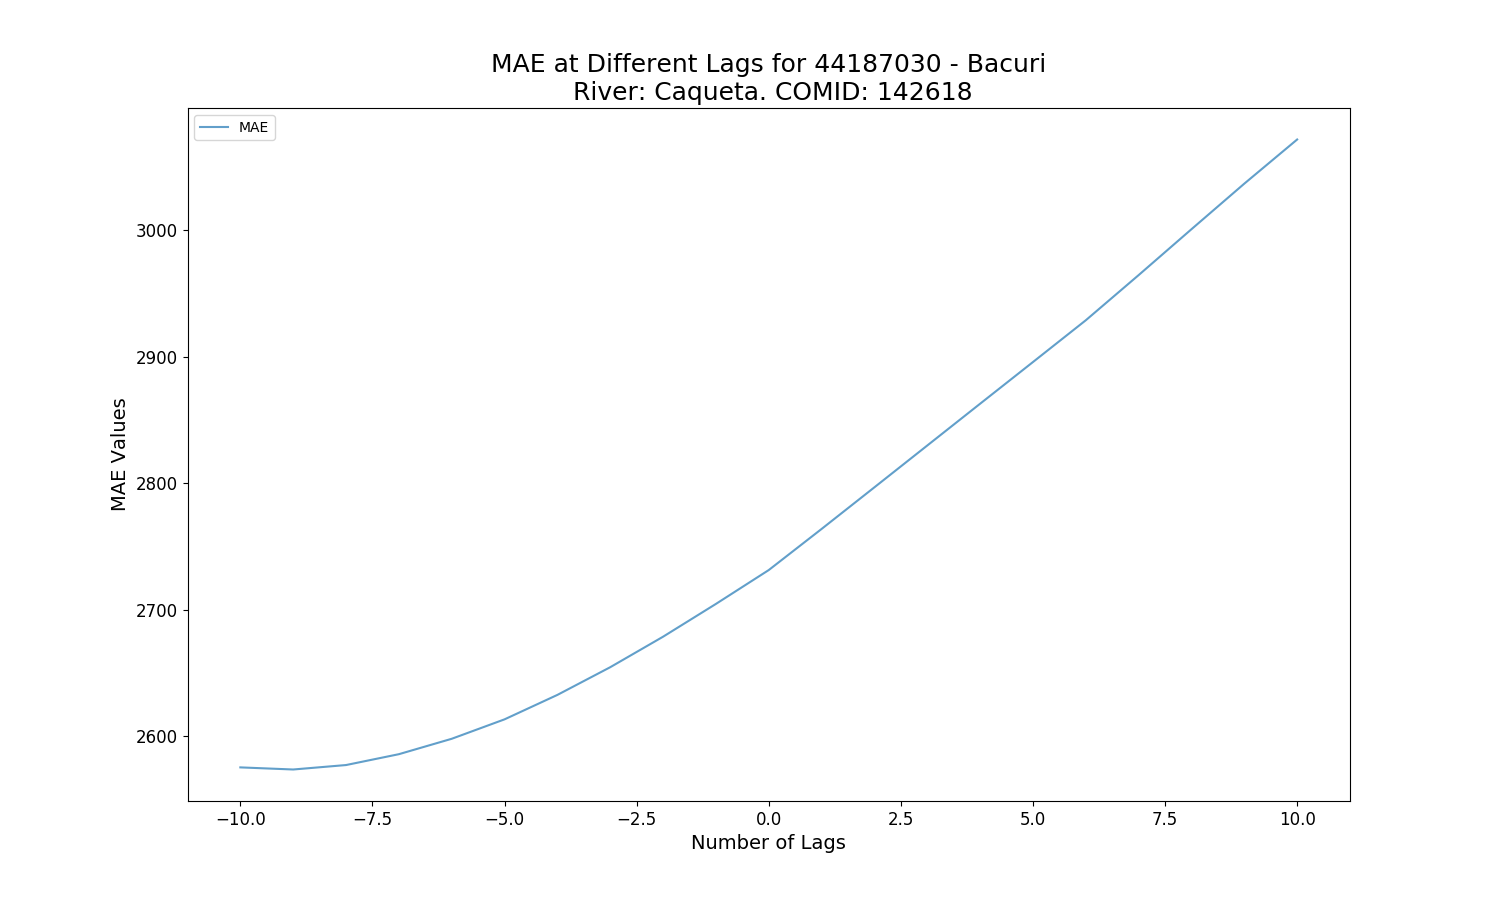 MAE at Different Lags for 44187030 - Bacuri
River: Caqueta. COMID: 142618
MAE
3000
2900
2800
2700
2600
MAE Values
−10.0 −7.5 −5.0 −2.5 0.0 2.5 5.0 7.5 10.0
Number of Lags